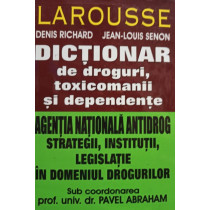 LAROUSSE
DENIS RICHARD JEAN-LOUIS SENON
DICȚIONAR
de droguri,
toxicomanii
și dependențe
AGENȚIA NAȚIONALĂ ANTIDROG
STRATEGII, INSTITUȚII,
LEGISLAȚIE
ÎN DOMENIUL DROGURILOR
Sub coordonarea
prof. univ. dr. PAVEL ABRAHAM